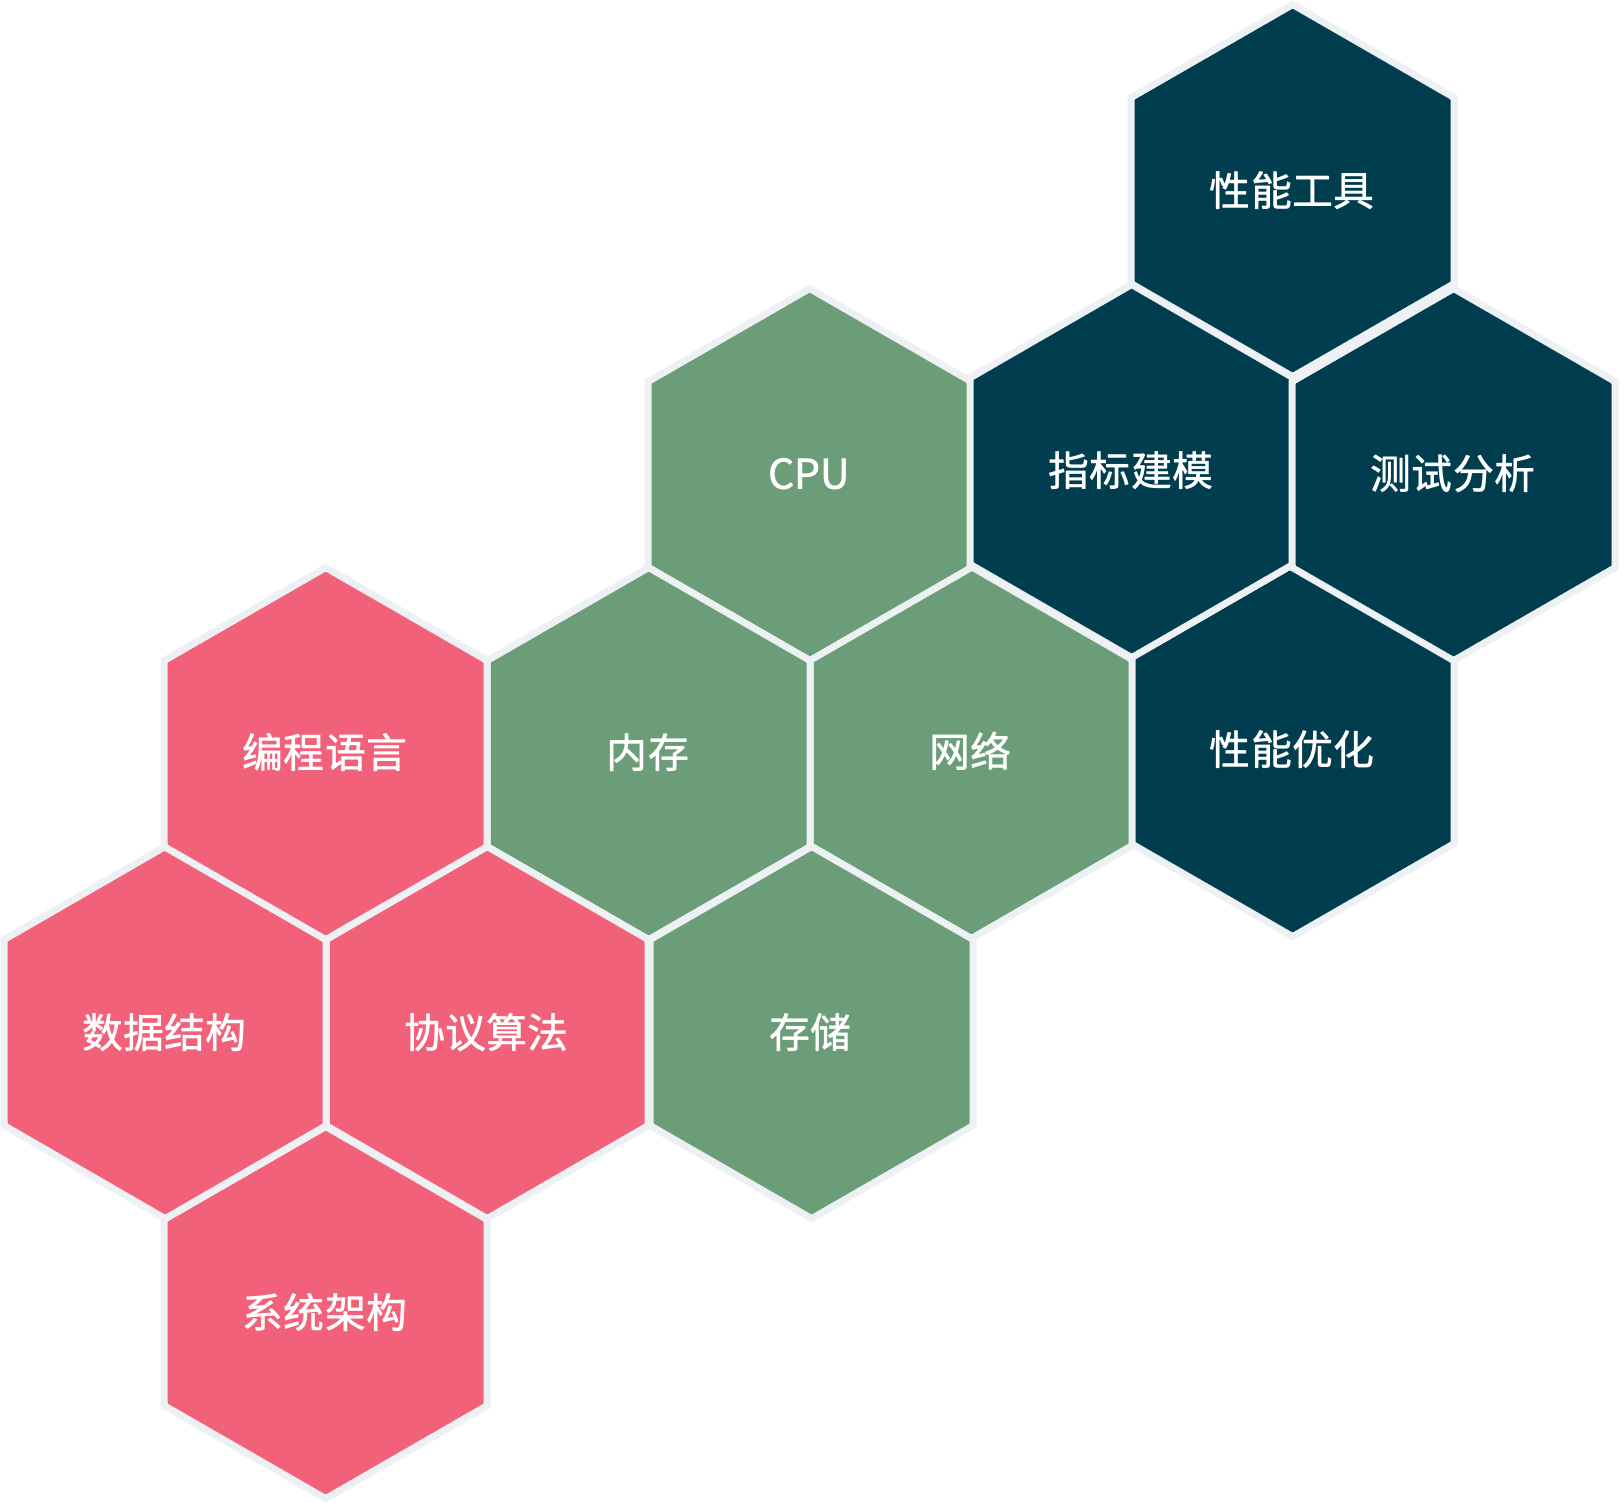 性能工具
CPU
指标建模
测试分析
编程语言
内存
网络
性能优化
数据结构
协议算法
存储
系统架构